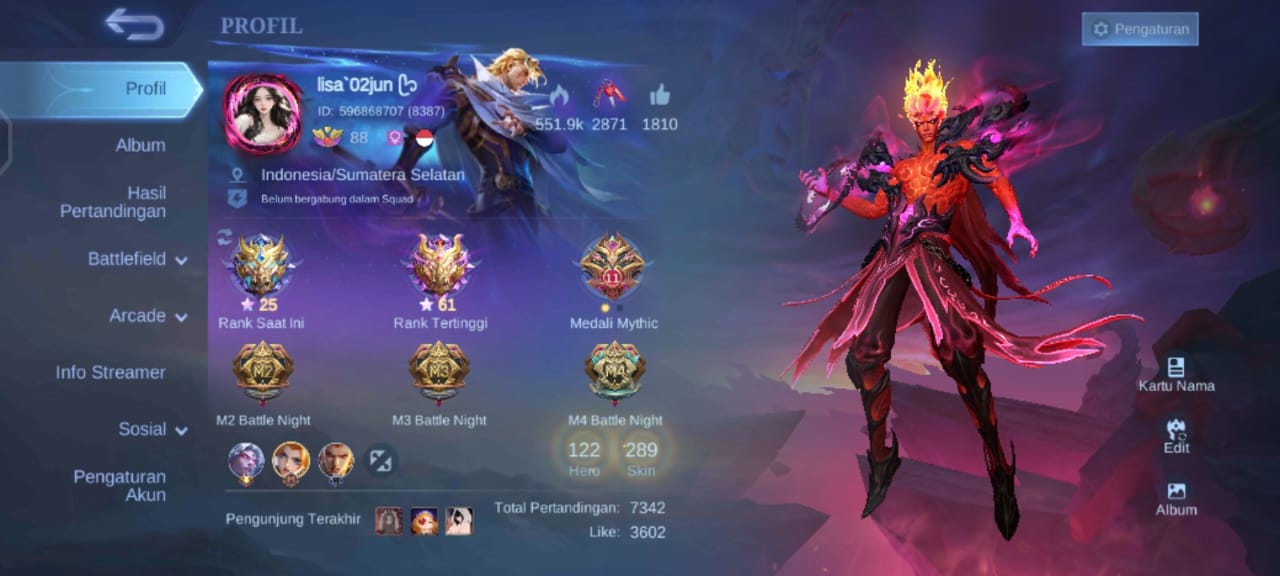 PROFIL
Pengaturan
Profil
Album
Hasil
Pertandingan
Battlefield
Arcade
Info Streamer
Sosial
Pengaturan
Akun
lisa`02jun
ID: 596868707 (8387)
88
551.9k 2871 1810
Indonesia/Sumatera Selatan
Belum bergabung dalam Squad
25
61
11
Rank Saat Ini
Rank Tertinggi
Medali Mythic
M2
M3
M4
M2 Battle Night
M3 Battle Night
M4 Battle Night
122 289
Hero Skin
Pengunjung Terakhir
Total Pertandingan: 7342
Like: 3602
Kartu Nama
Edit
Album